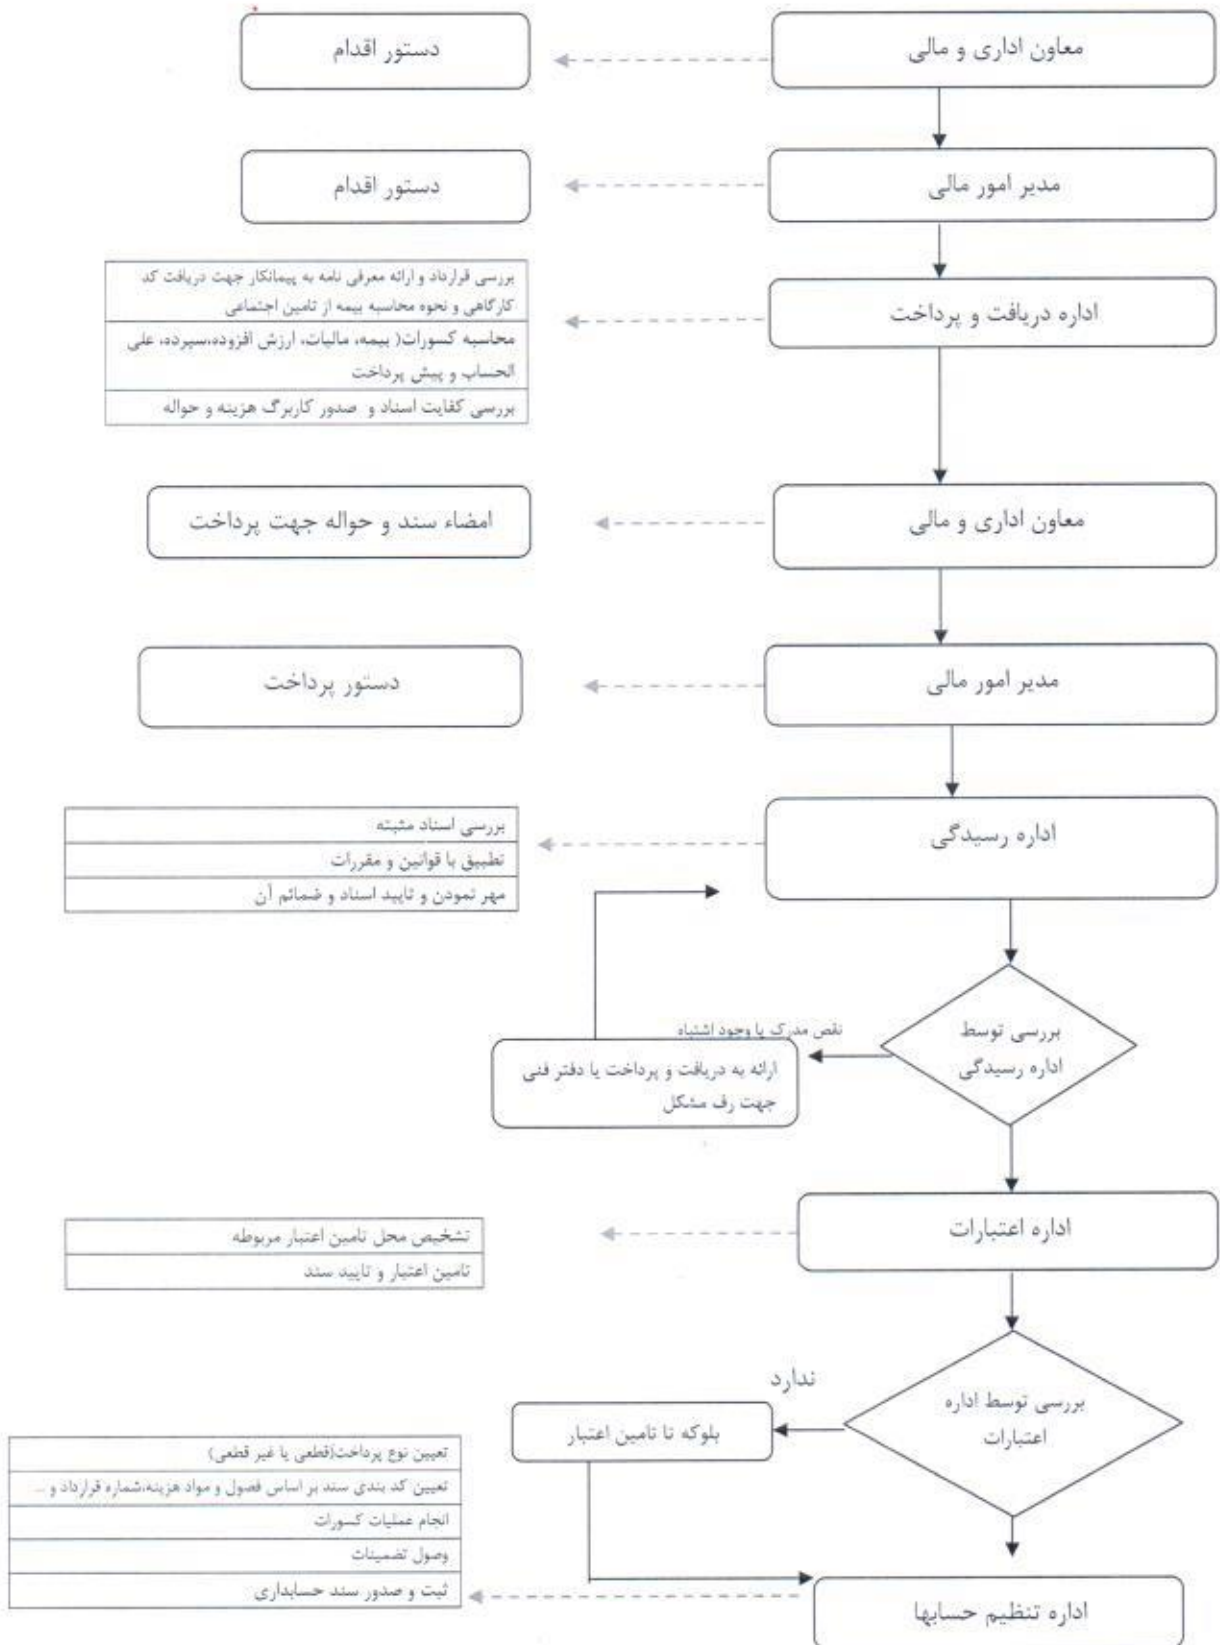 معاون اداری و مالی
دستور اقدام
مدیر امور مالی
دستور اقدام
اداره دریافت و پرداخت
بررسی قرارداد و ارائه معرفی نامه به پیمانکار جهت دریافت کد
کارگاهی و نحوه محاسبه بیمه از تامین اجتماعی
محاسبه کسورات( بیمه، مالیات، ارزش افزوده،سپرده، علی
الحساب و پیش پرداخت
بررسی کفایت اسناد و صدور کاربرگ هزینه و حواله
معاون اداری و مالی
امضاء سند و حواله جهت پرداخت
مدیر امور مالی
دستور پرداخت
اداره رسیدگی
بررسی اسناد مثبته
تطبیق با قوانین و مقررات
مهر نمودن و تایید اسناد و ضمائم آن
بررسی توسط
اداره رسیدگی
نقص مدرک یا وجود اشتباه
ارائه به دریافت و پرداخت یا دفتر فنی
جهت رف مشکل
اداره اعتبارات
تشخیص محل تامین اعتبار مربوطه
تامین اعتبار و تایید سند
بررسی توسط اداره
اعتبارات
ندارد
بلوکه تا تامین اعتبار
اداره تنظیم حسابها
تعیین نوع پرداخت(قطعی یا غیر قطعی)
تعیین کد بندی سند بر اساس فصول و مواد هزینه،شماره قرارداد و ...
انجام عملیات کسورات
وصول تضمینات
ثبت و صدور سند حسابداری